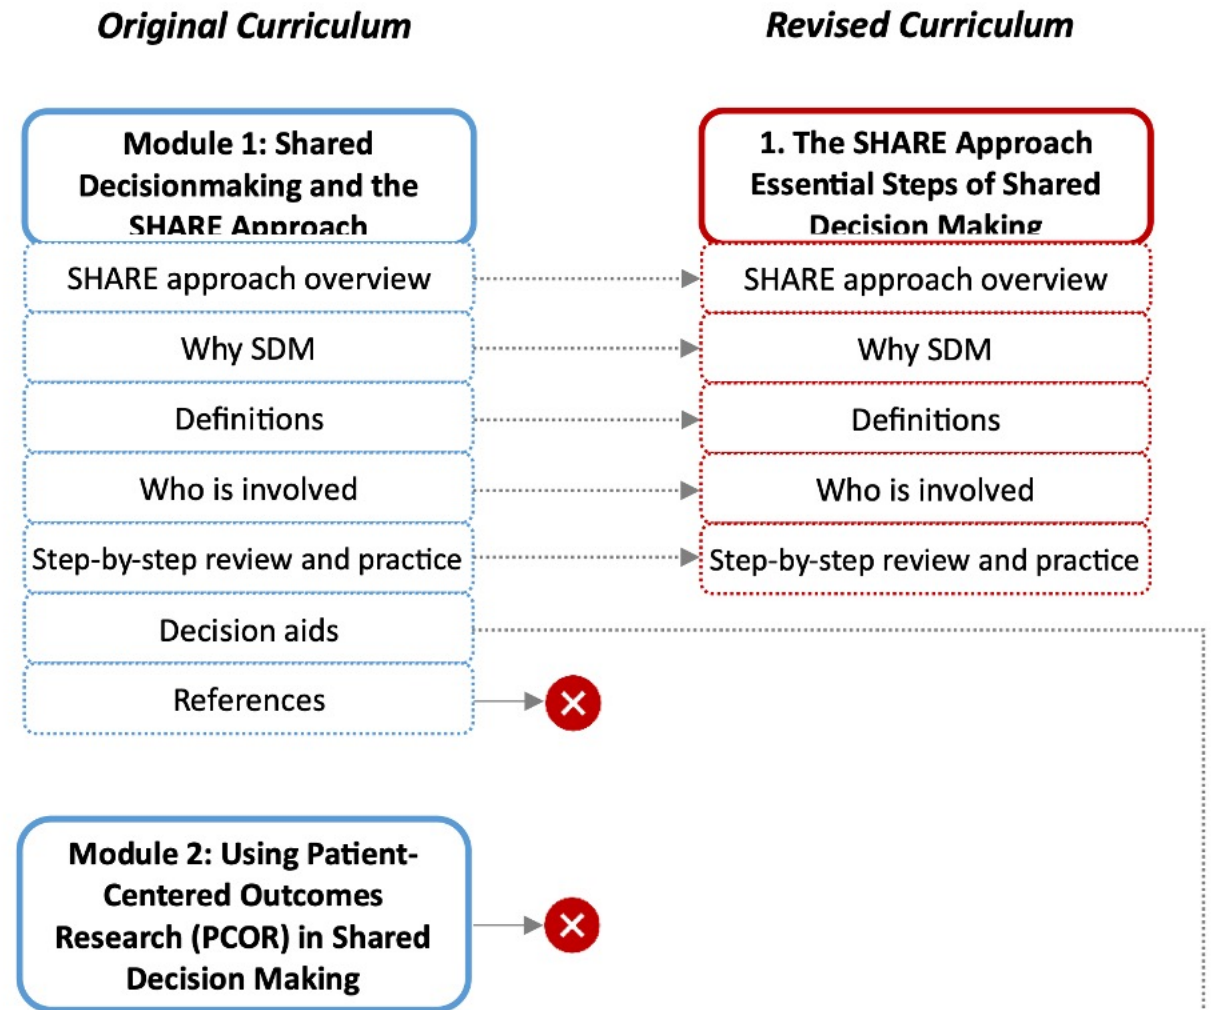 Original Curriculum
Revised Curriculum
Module 1: Shared
Decisionmaking and the
SHARE Approach
SHARE approach overview
Why SDM
Definitions
Who is involved
Step-by-step review and practice
Decision aids
References
1. The SHARE Approach
Essential Steps of Shared
Decision Making
SHARE approach overview
Why SDM
Definitions
Who is involved
Step-by-step review and practice
Module 2: Using Patient-
Centered Outcomes
Research (PCOR) in Shared
Decision Making